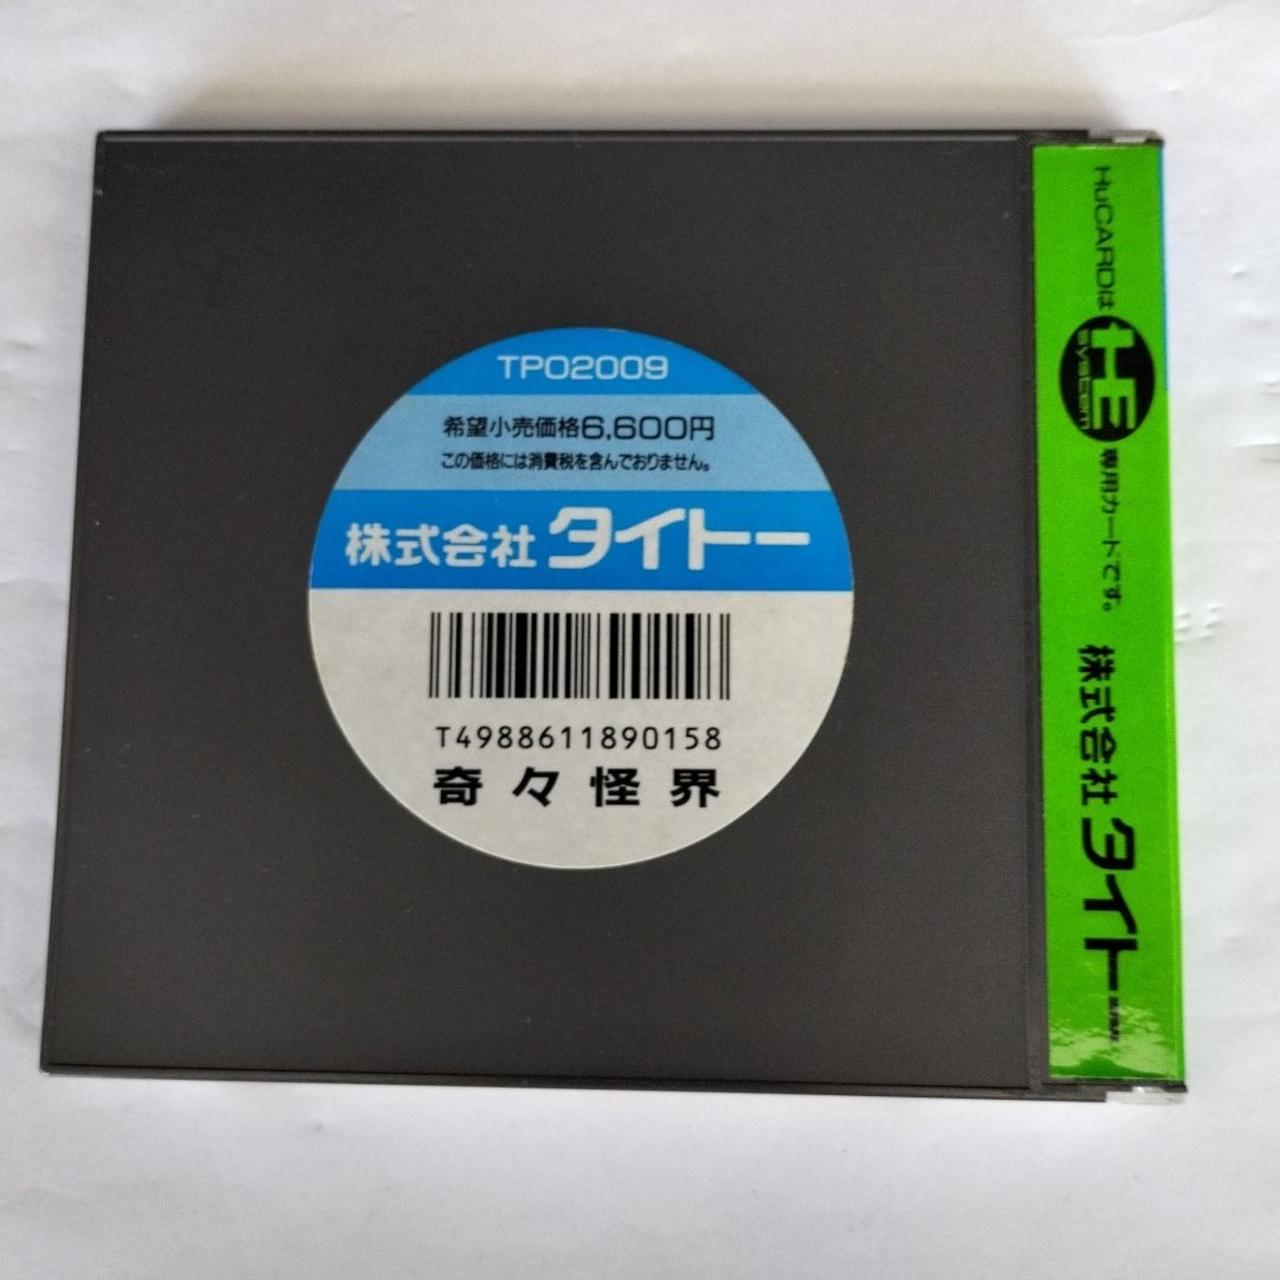 TP02009
希望小売価格6,600円
この価格には消費税を含んでおりません。
株式会社 タイトー
T4988611890158
奇々怪界
HuCARDは HE system 専用カードです。 株式会社 タイトー